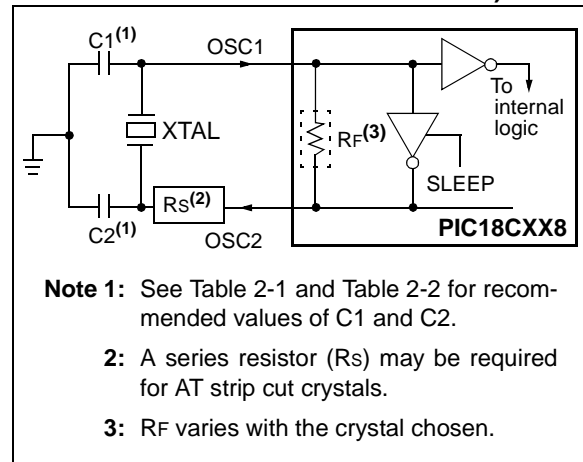 C1(1)
OSC1
To
internal
logic
XTAL
RF(3)
SLEEP
RS(2)
C2(1)
OSC2
PIC18CXX8
Note 1: See Table 2-1 and Table 2-2 for recom-
mended values of C1 and C2.
2: A series resistor (RS) may be required
for AT strip cut crystals.
3: RF varies with the crystal chosen.